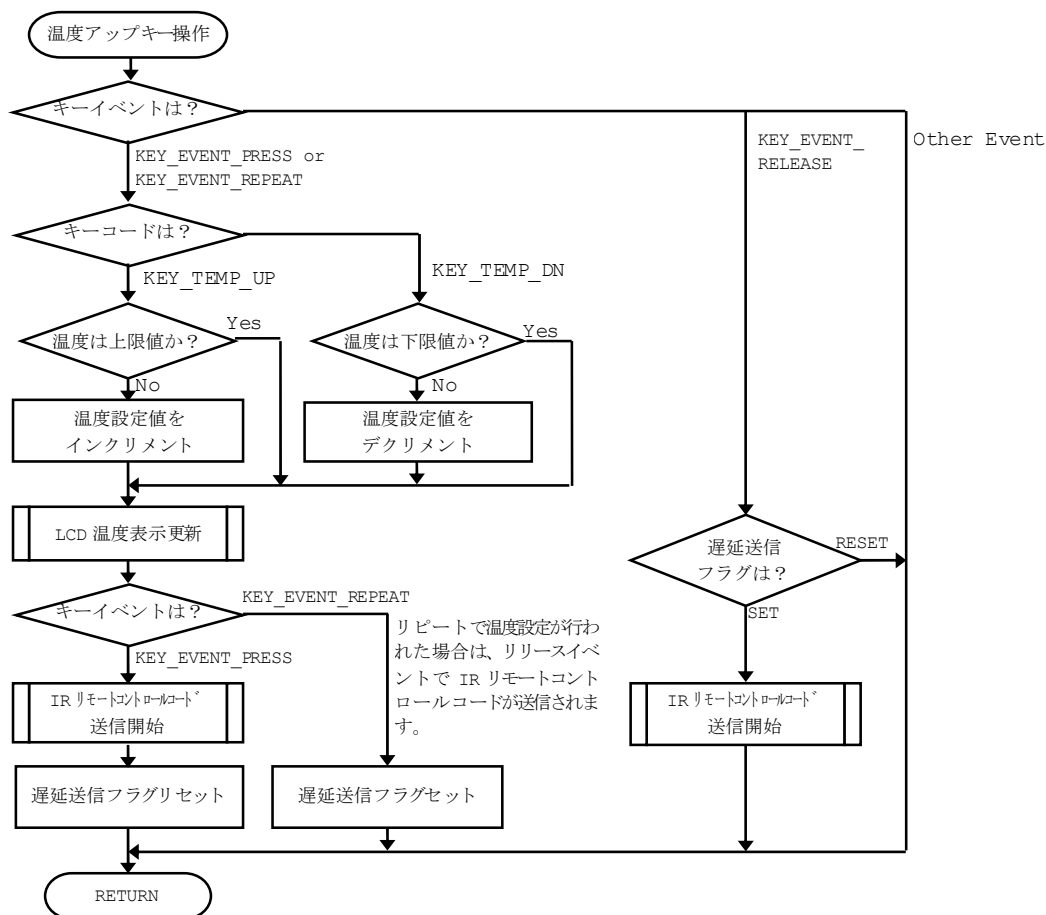 温度アップキー操作
キーイベントは？
KEY_EVENT_PRESS or
KEY_EVENT_REPEAT
KEY_EVENT_
RELEASE
Other Event
キーコードは？
KEY_TEMP_UP
KEY_TEMP_DN
温度は上限値か？
Yes
温度は下限値か？
Yes
No
No
温度設定値を
インクリメント
温度設定値を
デクリメント
LCD 温度表示更新
遅延送信
フラグは？
RESET
SET
キーイベントは？
KEY_EVENT_REPEAT
KEY_EVENT_PRESS
リピートで温度設定が行わ
れた場合は、リリースイベ
ントで IR リモートコント
ロールコードが送信されま
す。
IR リモートコントロールコード
送信開始
IR リモートコントロールコード
送信開始
遅延送信フラグリセット
遅延送信フラグセット
RETURN